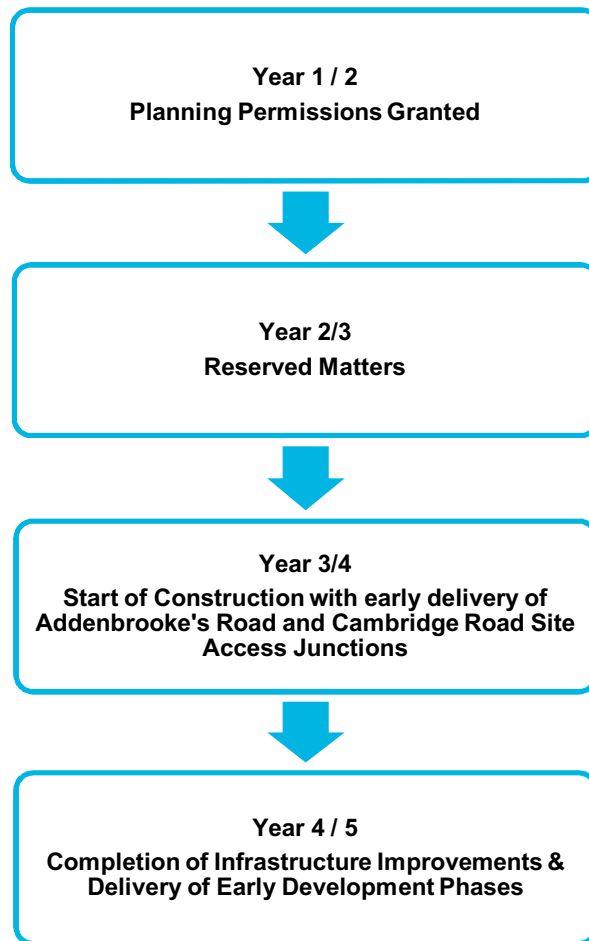 Year 1 / 2
Planning Permissions Granted
Year 2/3
Reserved Matters
Year 3/4
Start of Construction with early delivery of
Addenbrooke's Road and Cambridge Road Site
Access Junctions
Year 4 / 5
Completion of Infrastructure Improvements &
Delivery of Early Development Phases